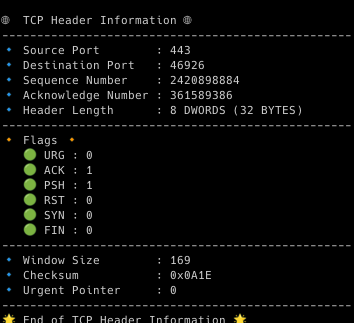 🌐 TCP Header Information 🌐
--------------------------------------------------
🔹 Source Port : 443
🔹 Destination Port : 46926
🔹 Sequence Number : 2420898884
🔹 Acknowledge Number : 361589386
🔹 Header Length : 8 DWORDS (32 BYTES)
--------------------------------------------------
🔸 Flags 🔸
🟢 URG : 0
🟢 ACK : 1
🟢 PSH : 1
🟢 RST : 0
🟢 SYN : 0
🟢 FIN : 0
--------------------------------------------------
🔹 Window Size : 169
🔹 Checksum : 0x0A1E
🔹 Urgent Pointer : 0
--------------------------------------------------
🌟 End of TCP Header Information 🌟